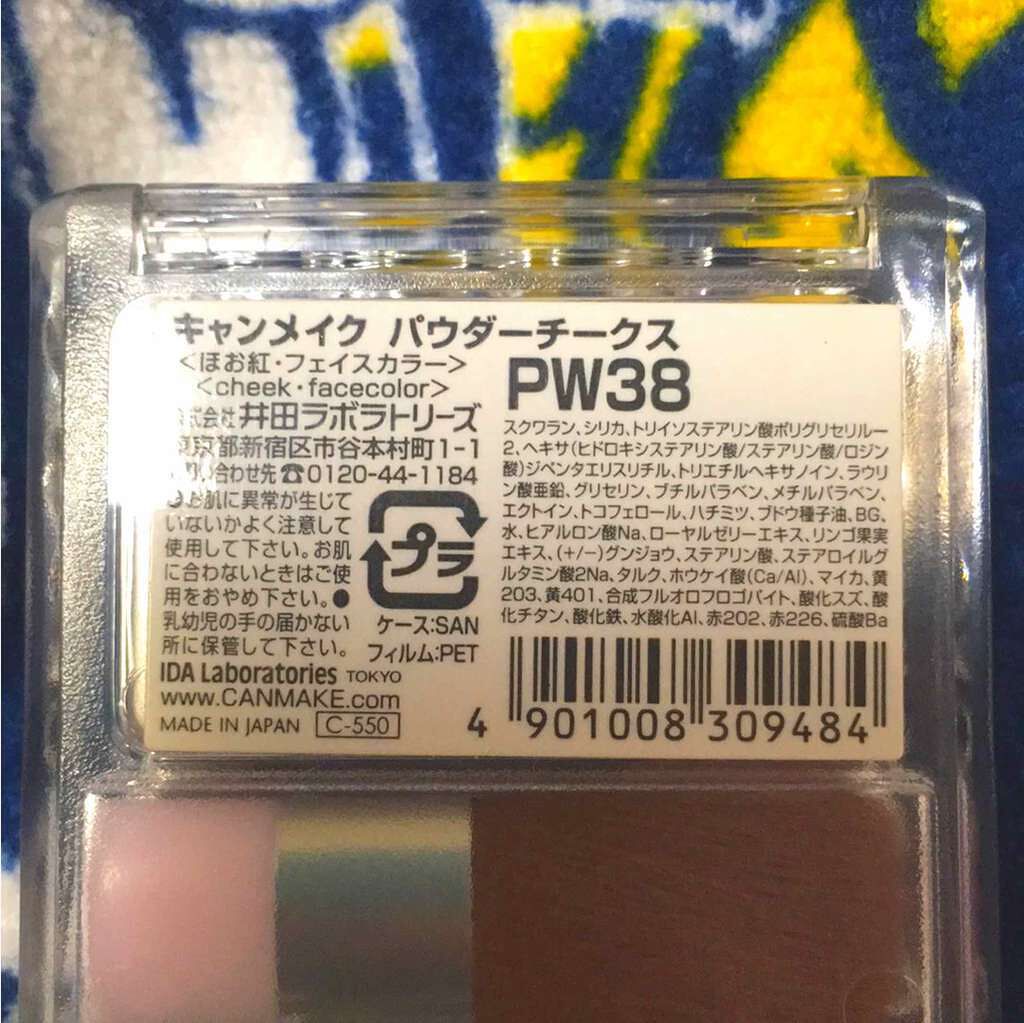 キャンメイク パウダーチークス
<ほお紅・フェイスカラー>
<cheek・facecolor>
PW38
株式会社 井田ラボラトリーズ
東京都新宿区市谷本村町1-1
お問い合わせ先☎0120-44-1184
●お肌に異常が生じて
いないかよく注意して
使用して下さい。お肌
に合わないときはご使
用をおやめ下さい。●
乳幼児の手の届かない
所に保管して下さい。
プラ
ケース:SAN
フィルム:PET
IDA Laboratories TOKYO
www.CANMAKE.com
MADE IN JAPAN C-550
スクワラン、シリカ、トリイソステアリン酸ポリグリセリル-
2、ヘキサ(ヒドロキシステアリン酸/ステアリン酸/ロジン
酸)ジペンタエリスリチル、トリエチルヘキサノイン、ラウリ
ン酸亜鉛、グリセリン、ブチルパラベン、メチルパラベン、
エクトイン、トコフェロール、ハチミツ、ブドウ種子油、BG、
水、ヒアルロン酸Na、ローヤルゼリーエキス、リンゴ果実
エキス、(+/−)グンジョウ、ステアリン酸、ステアロイルグ
ルタミン酸2Na、タルク、ホウケイ酸(Ca/Al)、マイカ、黄
203、黄401、合成フルオロフロゴパイト、酸化スズ、酸
化チタン、酸化鉄、水酸化Al、赤202、赤226、硫酸Ba
4 901008 309484